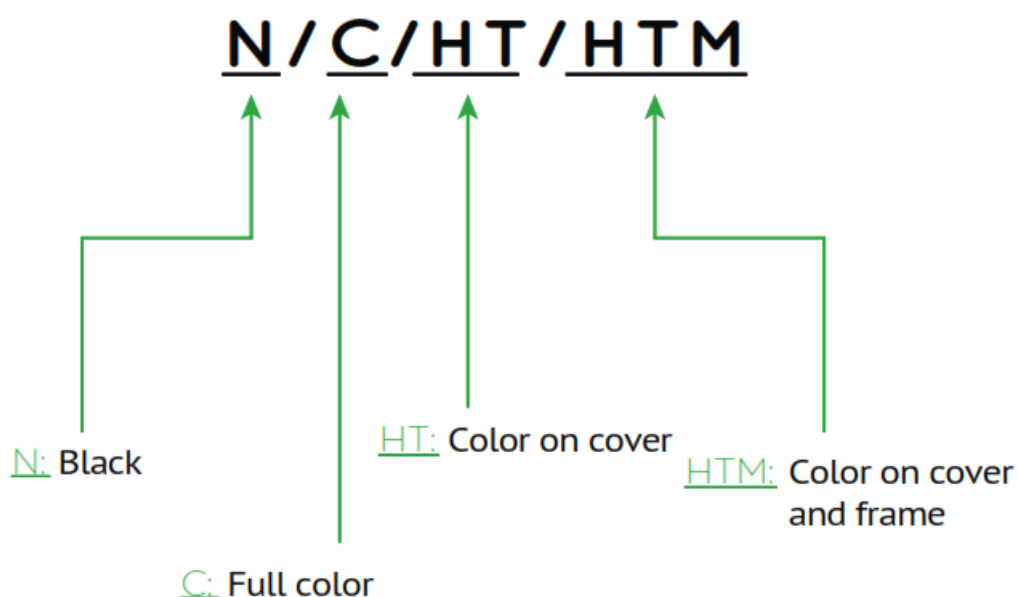 N/C/HT/HTM
N: Black
HT: Color on cover
HTM: Color on cover
and frame
C: Full color